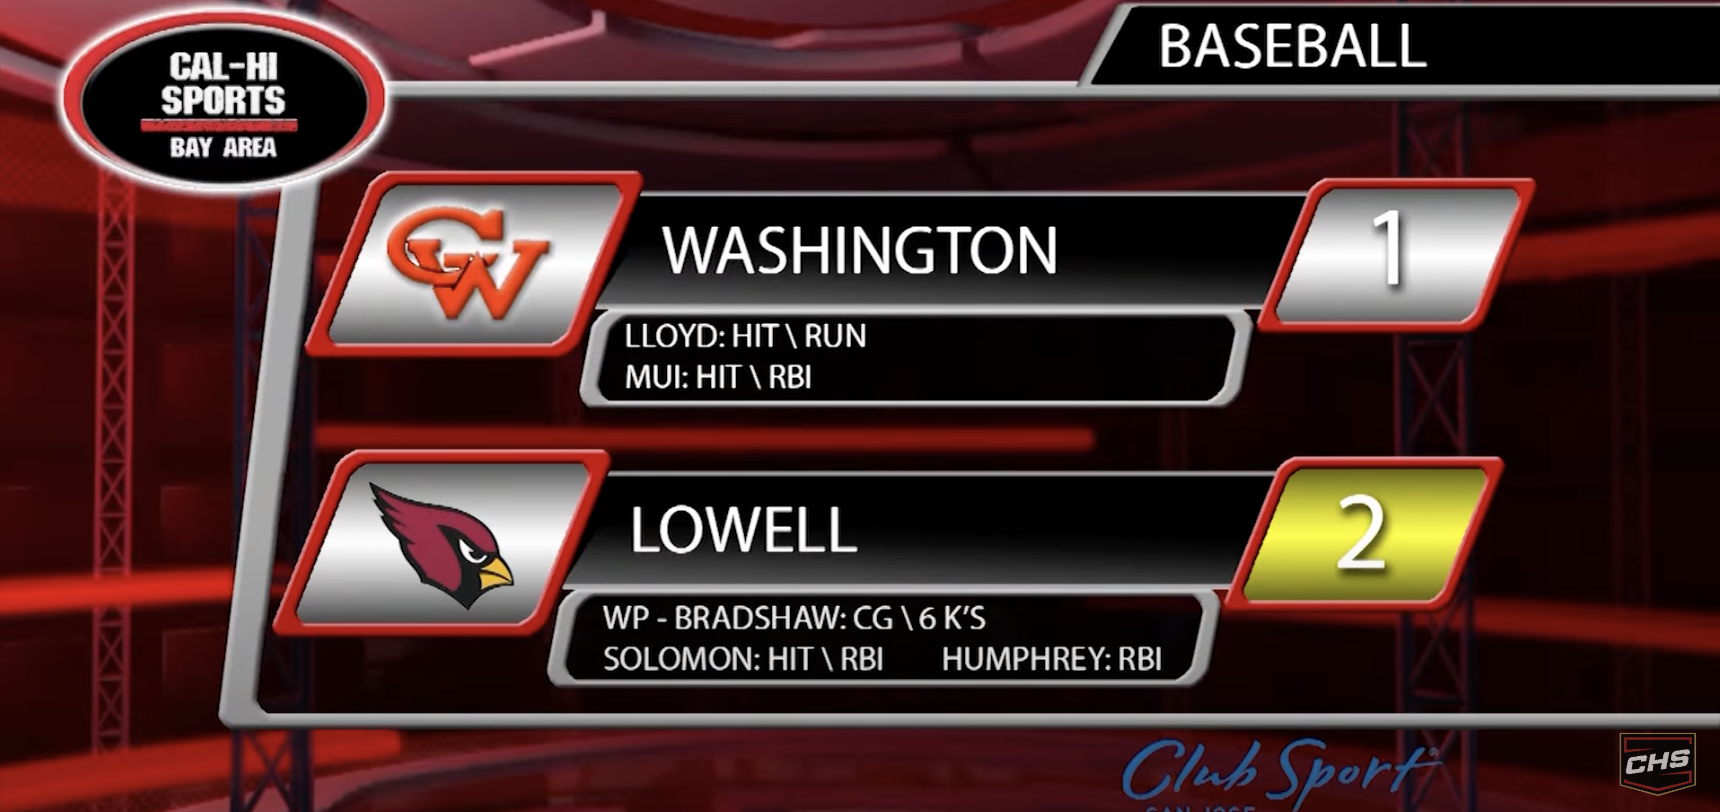 CAL-HI
SPORTS
BAY AREA
BASEBALL
GW
WASHINGTON
1
LLOYD: HIT \ RUN
MUI: HIT \ RBI
LOWELL
2
WP - BRADSHAW: CG \ 6 K'S
SOLOMON: HIT \ RBI HUMPHREY: RBI
Club Sport®
SAN JOSE
CHS